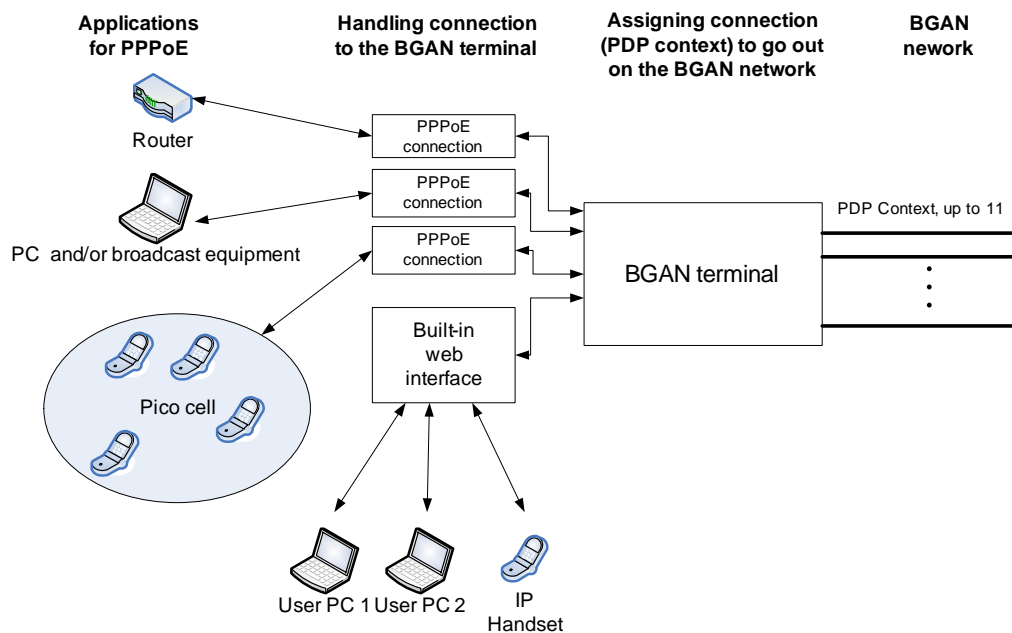 Applications
for PPPoE
Handling connection
to the BGAN terminal
Assigning connection
(PDP context) to go out
on the BGAN network
BGAN
nework
Router
PPPoE
connection
PPPoE
connection
PC  and/or broadcast equipment
PPPoE
connection
BGAN terminal
PDP Context, up to 11
Pico cell
Built-in
web
interface
User PC 1
User PC 2
IP
Handset